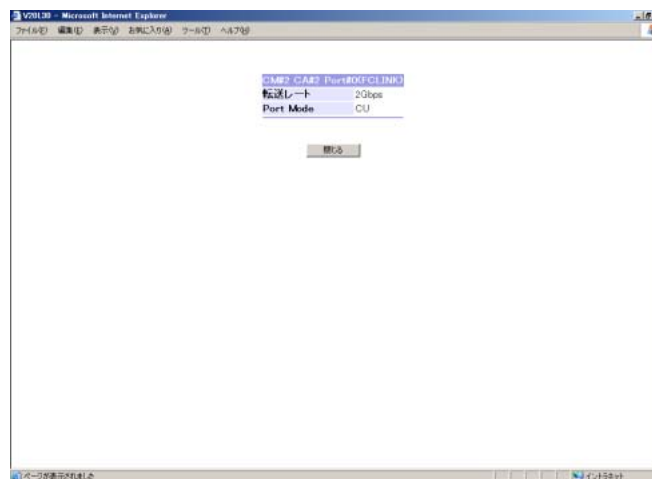 V20L30 - Microsoft Internet Explorer
ファイル(F) 編集(E) 表示(V) お気に入り(A) ツール(T) ヘルプ(H)
CM#2 CA#2 Port#0(FCLINK)
転送レート 2Gbps
Port Mode CU
閉じる
ページが表示されました
イントラネット